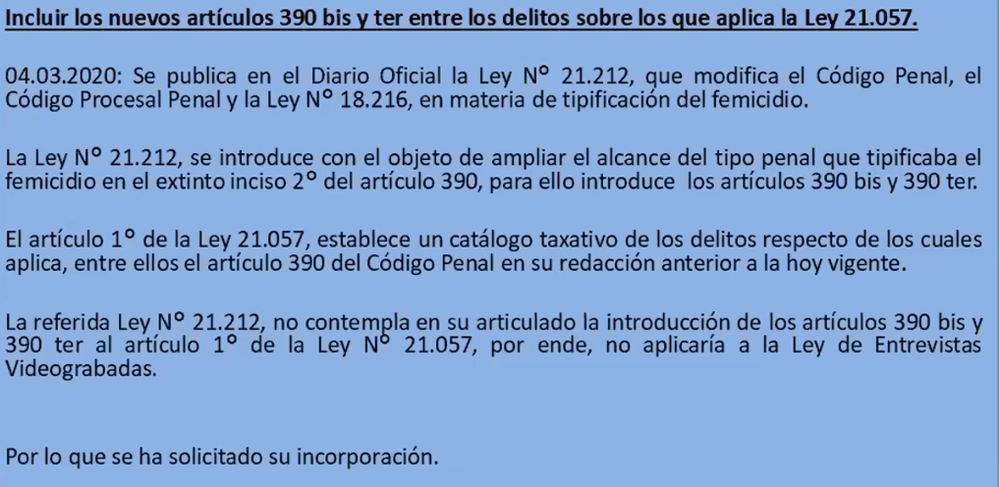 Incluir los nuevos artículos 390 bis y ter entre los delitos sobre los que aplica la Ley 21.057.
04.03.2020: Se publica en el Diario Oficial la Ley Nº 21.212, que modifica el Código Penal, el
Código Procesal Penal y la Ley Nº 18.216, en materia de tipificación del femicidio.
La Ley Nº 21.212, se introduce con el objeto de ampliar el alcance del tipo penal que tipificaba el
femicidio en el extinto inciso 2º del artículo 390, para ello introduce los artículos 390 bis y 390 ter.
El artículo 1º de la Ley 21.057, establece un catálogo taxativo de los delitos respecto de los cuales
aplica, entre ellos el artículo 390 del Código Penal en su redacción anterior a la hoy vigente.
La referida Ley Nº 21.212, no contempla en su articulado la introducción de los artículos 390 bis y
390 ter al artículo 1º de la Ley Nº 21.057, por ende, no aplicaría a la Ley de Entrevistas
Videograbadas.
Por lo que se ha solicitado su incorporación.